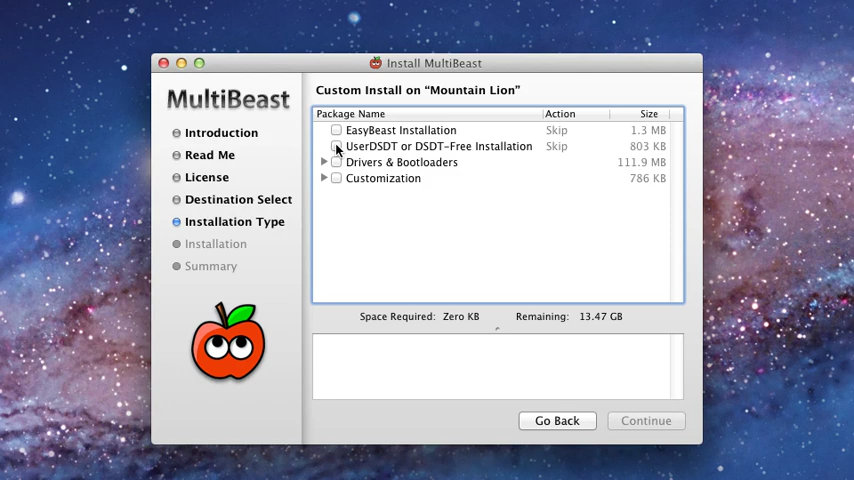 Install MultiBeast
MultiBeast
Introduction
Read Me
License
Destination Select
Installation Type
Installation
Summary
Custom Install on “Mountain Lion”
Package Name Action Size
EasyBeast Installation Skip 1.3 MB
UserDSDT or DSDT-Free Installation Skip 803 KB
Drivers & Bootloaders 111.9 MB
Customization 786 KB
Space Required: Zero KB Remaining: 13.47 GB
Go Back Continue